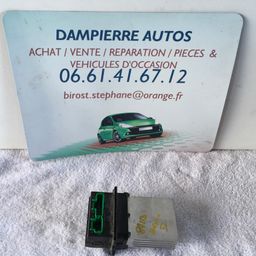 DAMPIERRE AUTOS
ACHAT / VENTE / REPARATION / PIECES &
VEHICULES D'OCCASION
06.61.41.67.12
birost.stephane@orange.fr